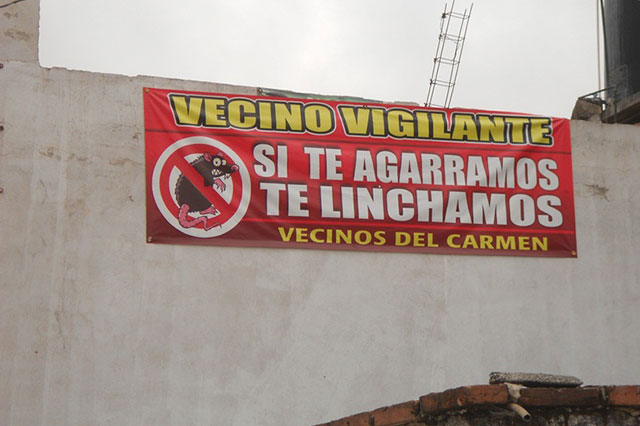 VECINO VIGILANTE
SI TE AGARRAMOS
TE LINCHAMOS
VECINOS DEL CARMEN